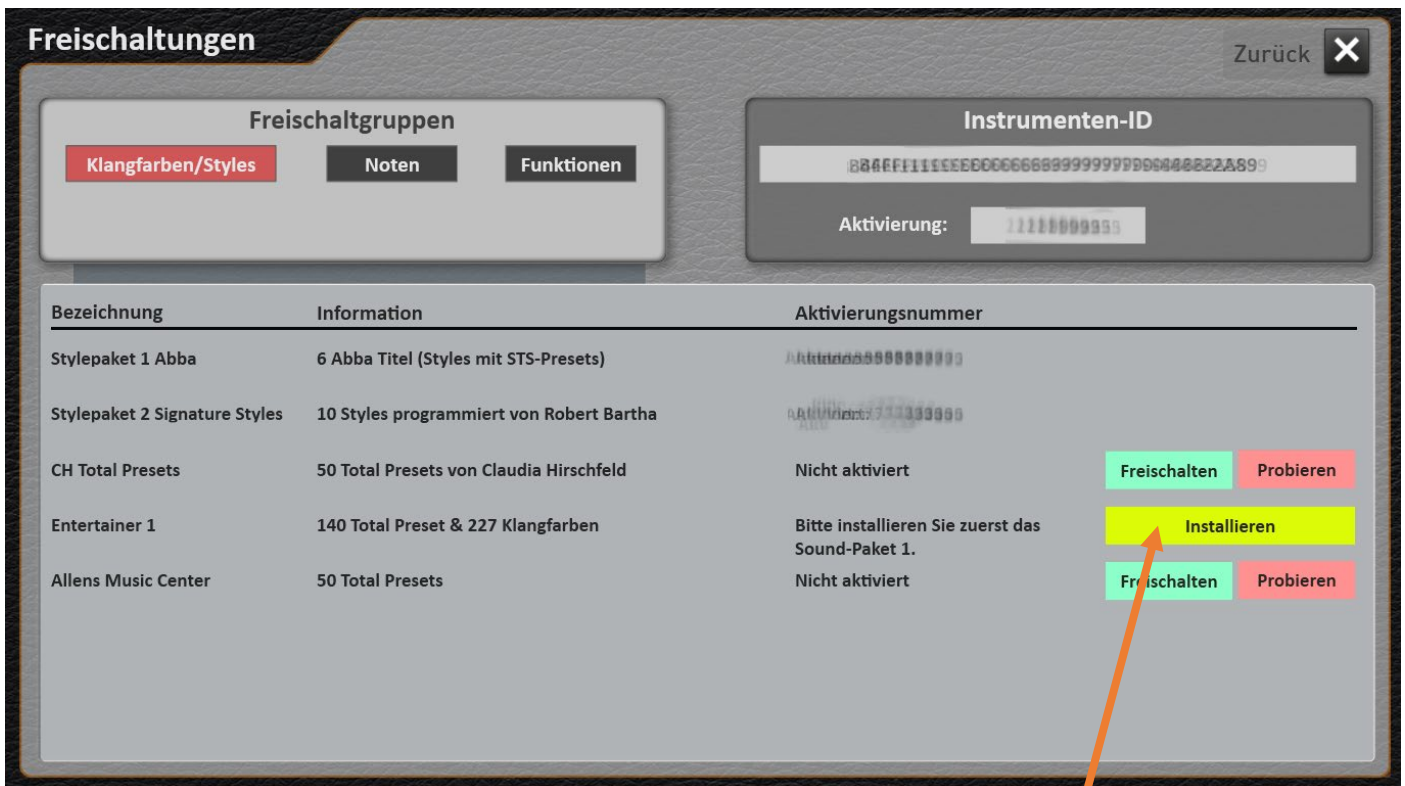 Freischaltungen
Zurück
Freischaltgruppen
Klangfarben/Styles Noten Funktionen
Instrumenten-ID
Aktivierung:
Bezeichnung Information Aktivierungsnummer
Stylepaket 1 Abba 6 Abba Titel (Styles mit STS-Presets)
Stylepaket 2 Signature Styles 10 Styles programmiert von Robert Bartha
CH Total Presets 50 Total Presets von Claudia Hirschfeld Nicht aktiviert Freischalten Probieren
Entertainer 1 140 Total Preset & 227 Klangfarben Bitte installieren Sie zuerst das Installieren
Sound-Paket 1.
Allens Music Center 50 Total Presets Nicht aktiviert Freischalten Probieren